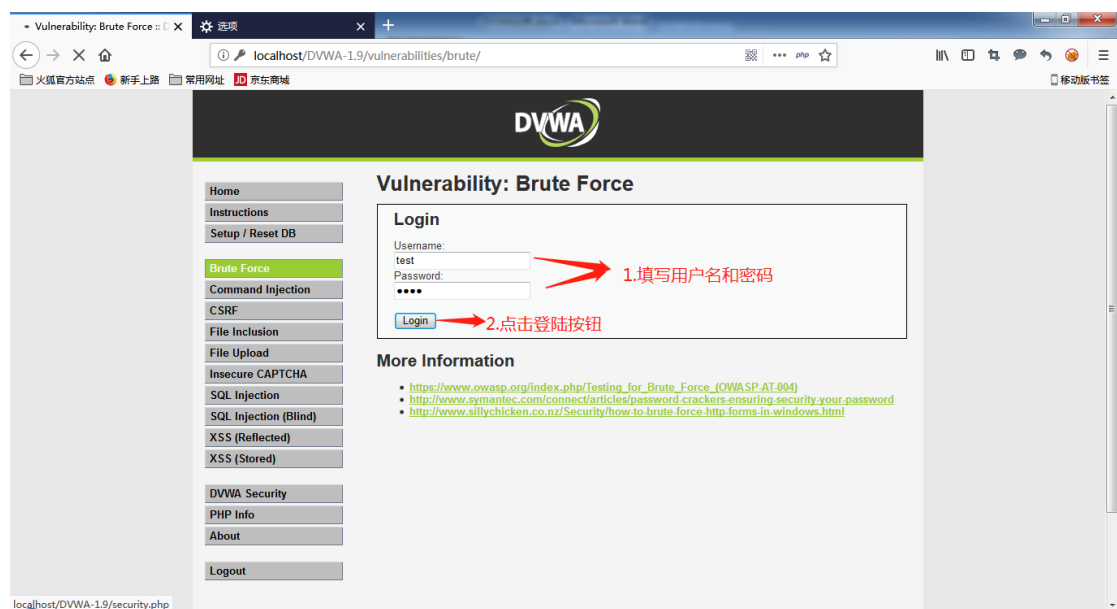 Vulnerability: Brute Force :: D
选项
localhost/DVWA-1.9/vulnerabilities/brute/
php
火狐官方站点 新手上路 常用网址 JD 京东商城 移动版书签
DVWA
Home
Instructions
Setup / Reset DB
Brute Force
Command Injection
CSRF
File Inclusion
File Upload
Insecure CAPTCHA
SQL Injection
SQL Injection (Blind)
XSS (Reflected)
XSS (Stored)
DVWA Security
PHP Info
About
Logout
Vulnerability: Brute Force
Login
Username:
test
Password:
••••
1.填写用户名和密码
Login
2.点击登陆按钮
More Information
https://www.owasp.org/index.php/Testing_for_Brute_Force_(OWASP-AT-004)
http://www.symantec.com/connect/articles/password-crackers-ensuring-security-your-password
http://www.sillychicken.co.nz/Security/how-to-brute-force-http-forms-in-windows.html
localhost/DVWA-1.9/security.php